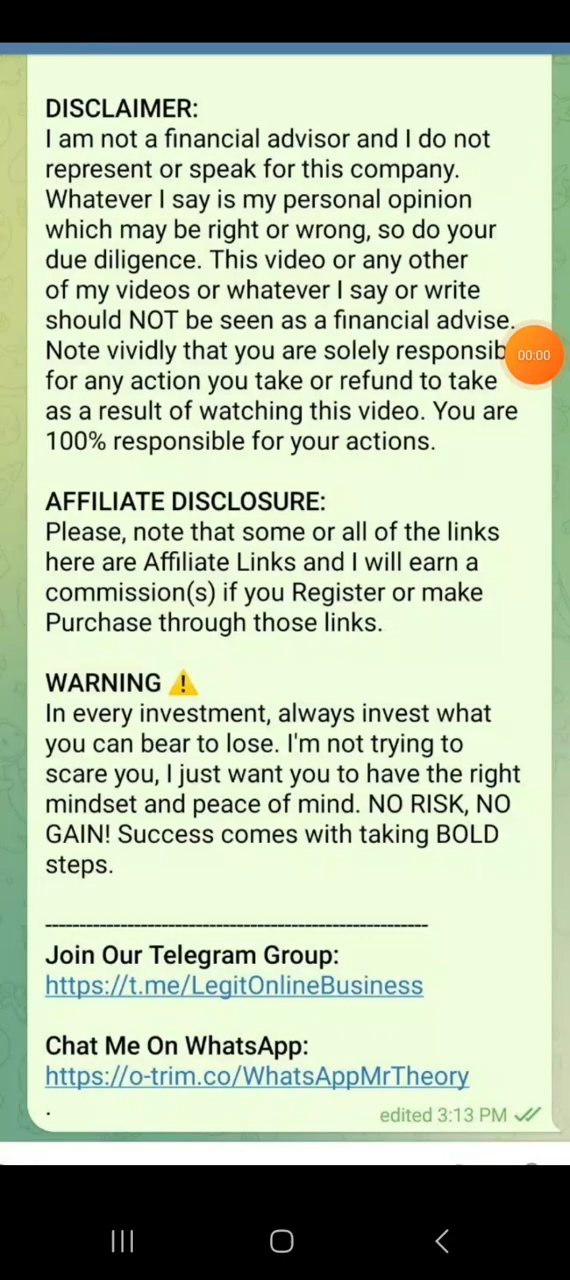 DISCLAIMER:
I am not a financial advisor and I do not
represent or speak for this company.
Whatever I say is my personal opinion
which may be right or wrong, so do your
due diligence. This video or any other
of my videos or whatever I say or write
should NOT be seen as a financial advise.
Note vividly that you are solely
00:00
for any action you take or refund to take
as a result of watching this video. You are
100% responsible for your actions.
AFFILIATE DISCLOSURE:
Please, note that some or all of the links
here are Affiliate Links and I will earn a
commission(s) if you Register or make
Purchase through those links.
WARNING ⚠️
In every investment, always invest what
you can bear to lose. I'm not trying to
scare you, I just want you to have the right
mindset and peace of mind. NO RISK, NO
GAIN! Success comes with taking BOLD
steps.
-------------------------------------------------------
Join Our Telegram Group:
https://t.me/LegitOnlineBusiness
Chat Me On WhatsApp:
https://o-trim.co/WhatsAppMrTheory
.
edited 3:13 PM